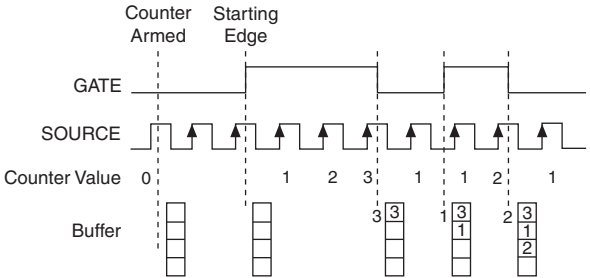 Counter Armed
Starting Edge
GATE
SOURCE
Counter Value 0 1 2 3 1 1 2 1
Buffer
3 3
1 3 1
2 3 1 2